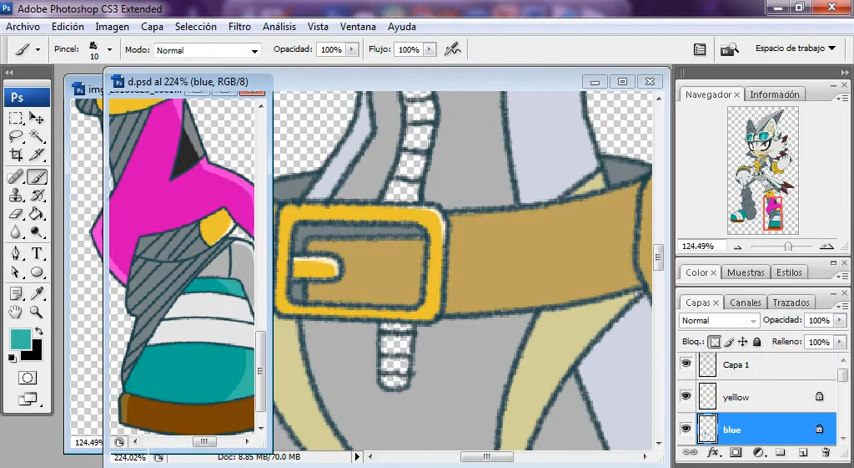 Ps Adobe Photoshop CS3 Extended
Archivo Edición Imagen Capa Selección Filtro Análisis Vista Ventana Ayuda
Pincel: 10 Modo: Normal Opacidad: 100% Flujo: 100% Espacio de trabajo
d.psd al 224% (blue, RGB/8)
Ps
T
Navegador Información
124.49%
Color Muestras Estilos
Capas Canales Trazados
Normal Opacidad: 100%
Bloq.: Relleno: 100%
Capa 1
yellow
blue
fx
124.49%
224.02% Doc: 8.85 MB/70.0 MB